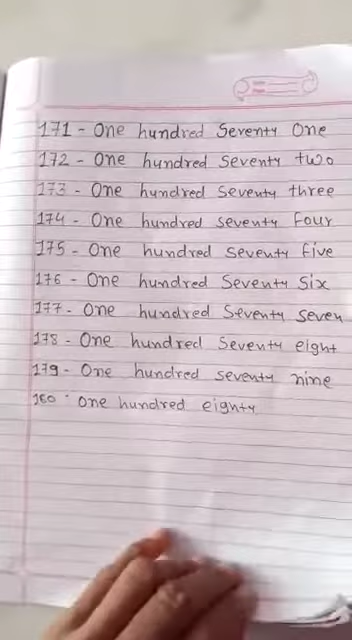 171 - One hundred Seventy One
172 - One hundred Seventy two
173 - One hundred Seventy three
174 - One hundred seventy Four
175 - One hundred seventy five
176 - One hundred Seventy Six
177 - One hundred Seventy seven
178 - One hundred Seventy eight
179 - One hundred seventy nine
180 - One hundred eighty